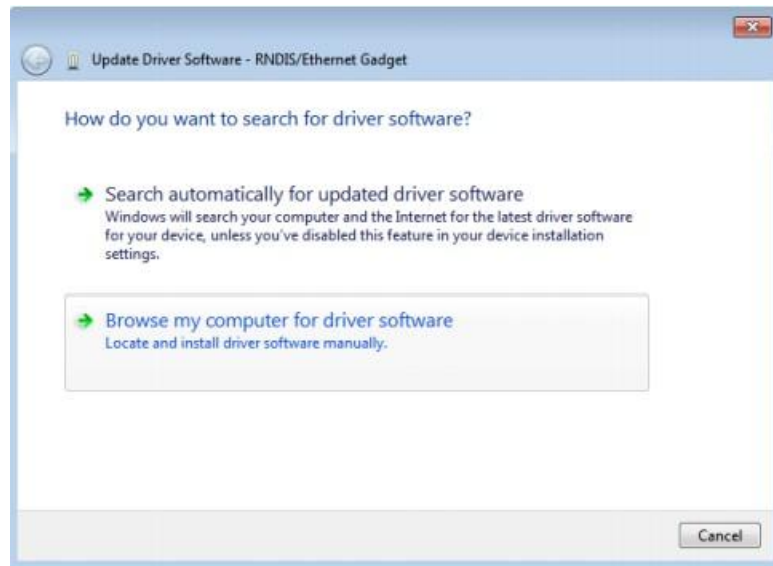 Update Driver Software - RNDIS/Ethernet Gadget
How do you want to search for driver software?
Search automatically for updated driver software
Windows will search your computer and the Internet for the latest driver software
for your device, unless you've disabled this feature in your device installation
settings.
Browse my computer for driver software
Locate and install driver software manually.
Cancel